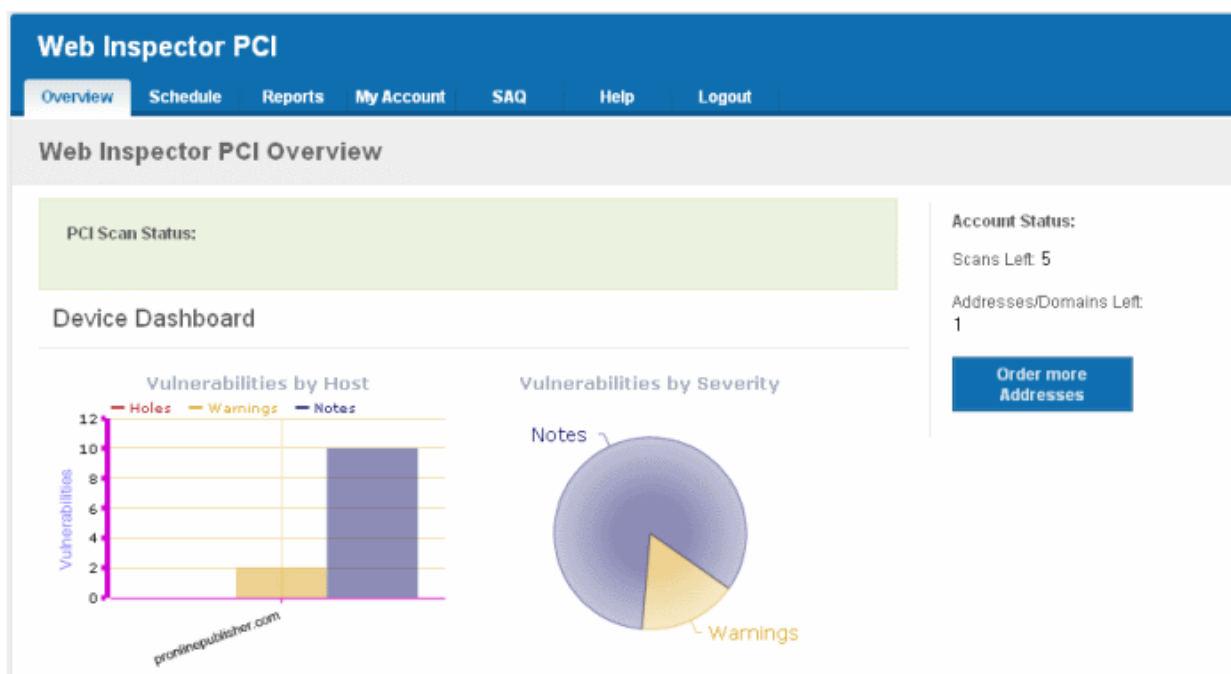 Web Inspector PCI
Overview Schedule Reports My Account SAQ Help Logout
Web Inspector PCI Overview
PCI Scan Status:
Account Status:
Scans Left: 5
Addresses/Domains Left:
1
Order more
Addresses
Device Dashboard
Vulnerabilities by Host
Holes Warnings Notes
12
10
8
6
4
2
0
Vulnerabilities
pronlinepublisher.com
Vulnerabilities by Severity
Notes
Warnings